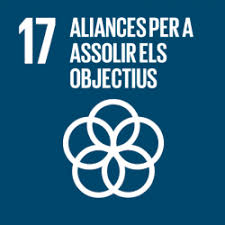 17 ALIANCES PER A
ASSOLIR ELS
OBJECTIUS